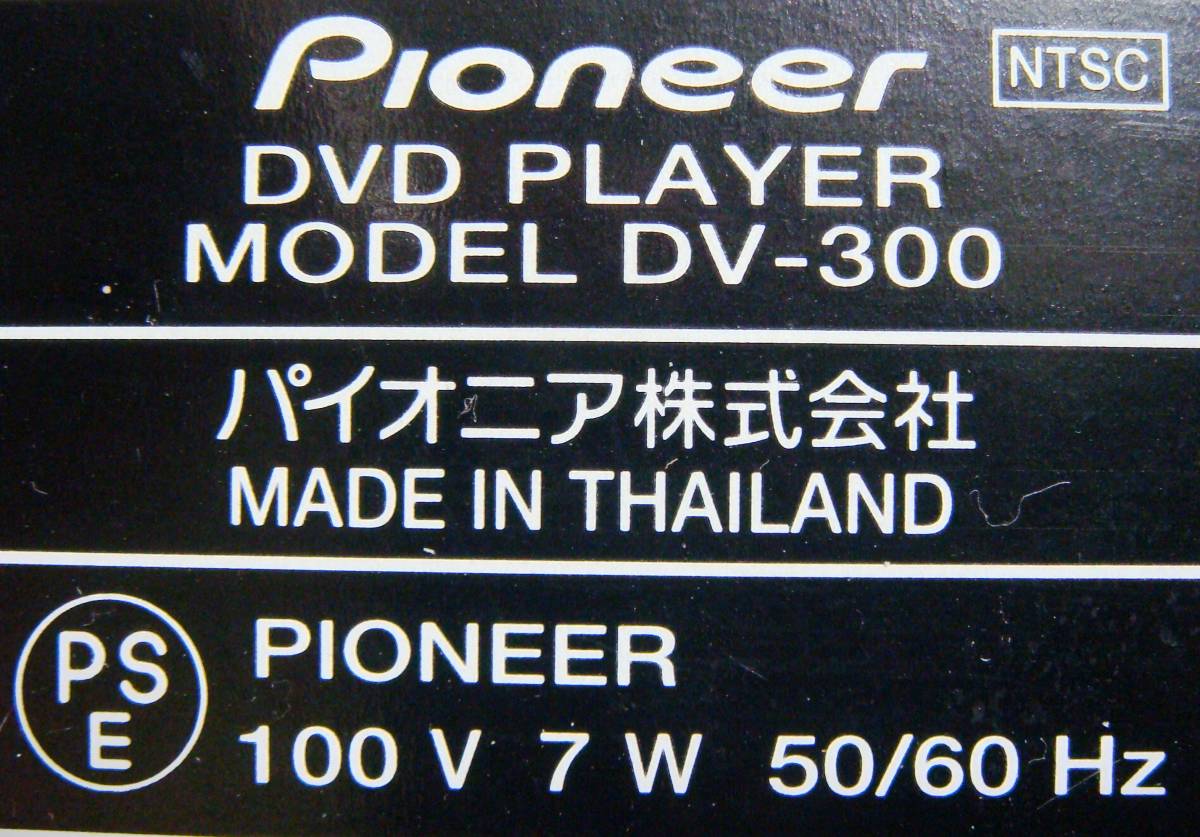 Pioneer NTSC
DVD PLAYER
MODEL DV-300
パイオニア株式会社
MADE IN THAILAND
PS
E
PIONEER
100 V 7 W 50/60 Hz